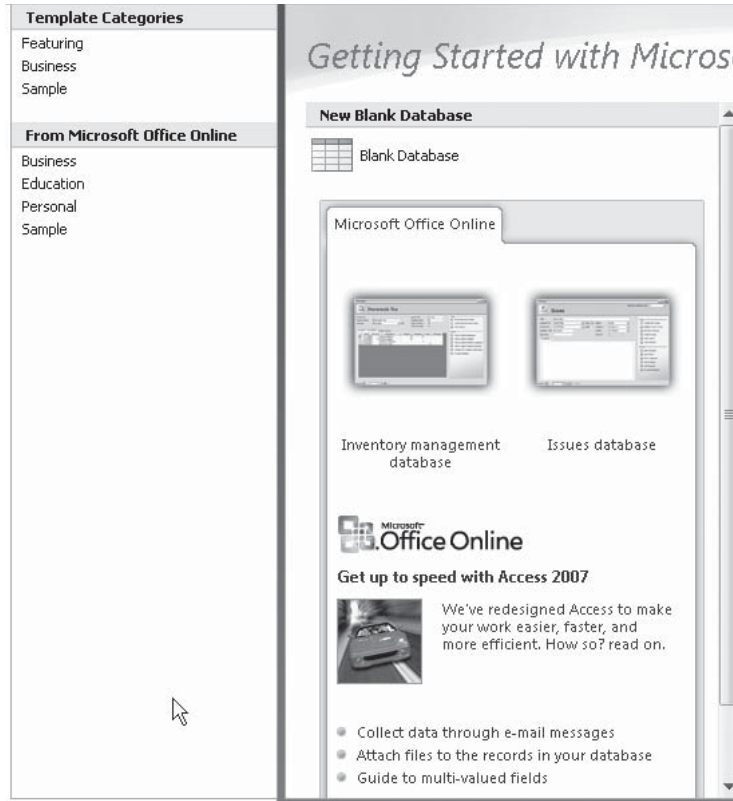 Template Categories
Featuring
Business
Sample
From Microsoft Office Online
Business
Education
Personal
Sample
Getting Started with Micros
New Blank Database
Blank Database
Microsoft Office Online
Inventory management
database
Issues database
Microsoft
Office Online
Get up to speed with Access 2007
We've redesigned Access to make
your work easier, faster, and
more efficient. How so? read on.
Collect data through e-mail messages
Attach files to the records in your database
Guide to multi-valued fields